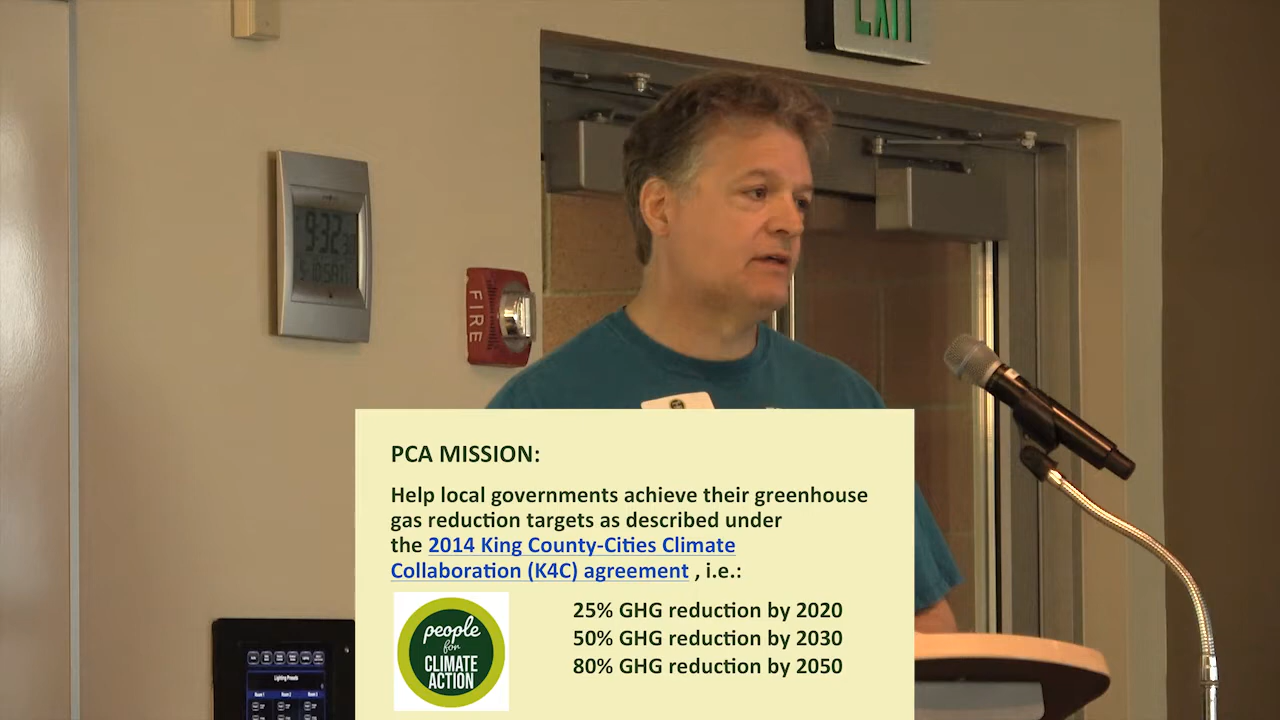 EXIT
9:32
FIRE
PCA MISSION:
Help local governments achieve their greenhouse
gas reduction targets as described under
the 2014 King County-Cities Climate
Collaboration (K4C) agreement , i.e.:
people
for
CLIMATE
ACTION
25% GHG reduction by 2020
50% GHG reduction by 2030
80% GHG reduction by 2050
Lighting Presets